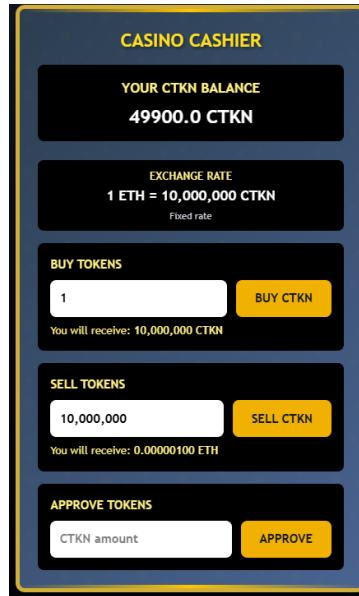 CASINO CASHIER
YOUR CTKN BALANCE
49900.0 CTKN
EXCHANGE RATE
1 ETH = 10,000,000 CTKN
Fixed rate
BUY TOKENS
1
BUY CTKN
You will receive: 10,000,000 CTKN
SELL TOKENS
10,000,000
SELL CTKN
You will receive: 0.00000100 ETH
APPROVE TOKENS
CTKN amount
APPROVE